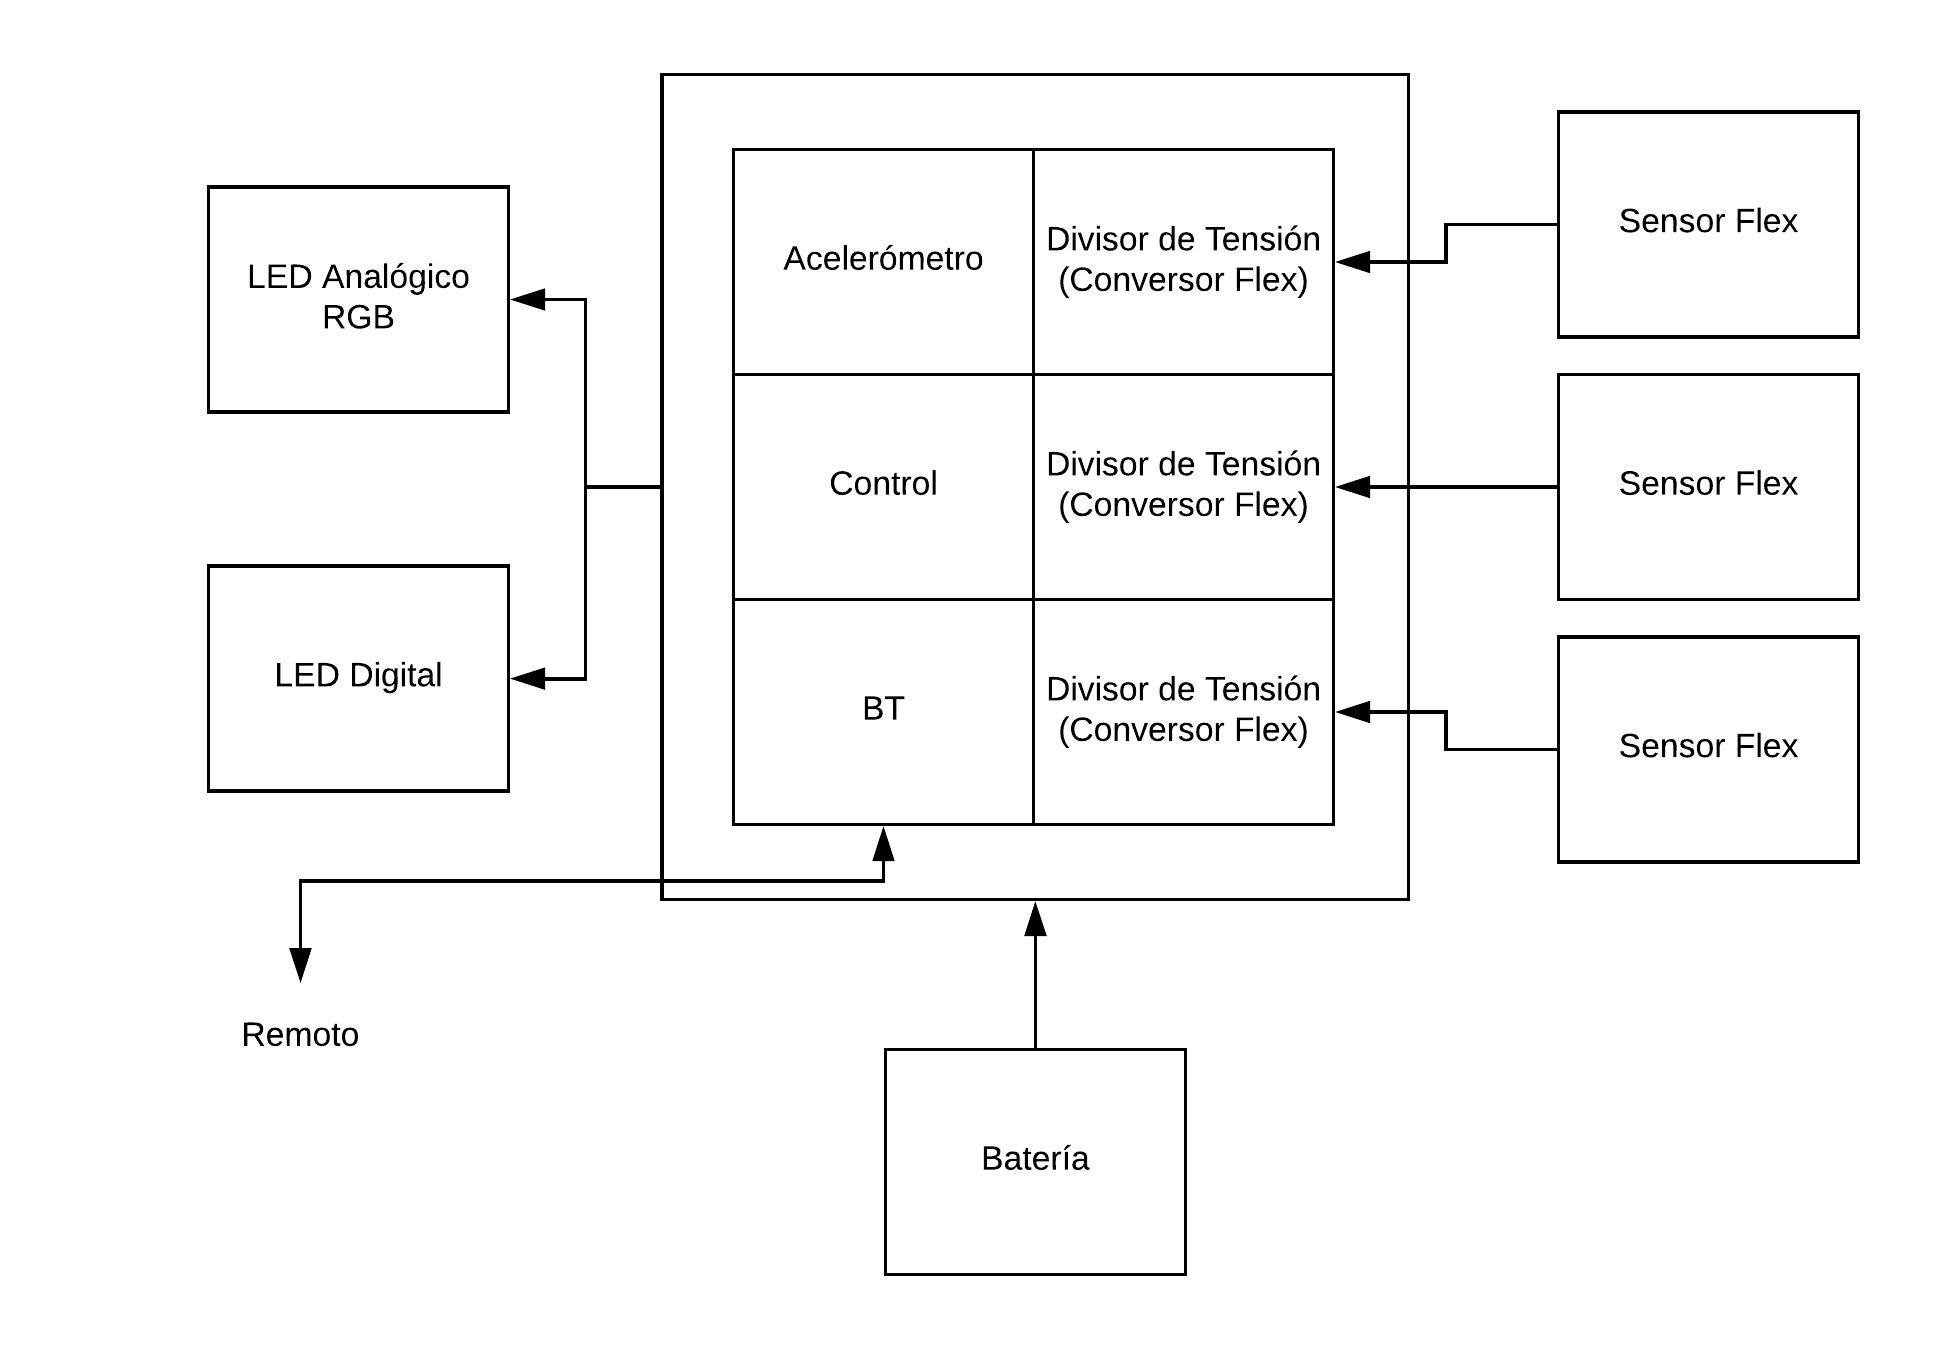 LED Analógico
RGB
LED Digital
Acelerómetro
Divisor de Tensión
(Conversor Flex)
Control
Divisor de Tensión
(Conversor Flex)
BT
Divisor de Tensión
(Conversor Flex)
Sensor Flex
Sensor Flex
Sensor Flex
Remoto
Batería